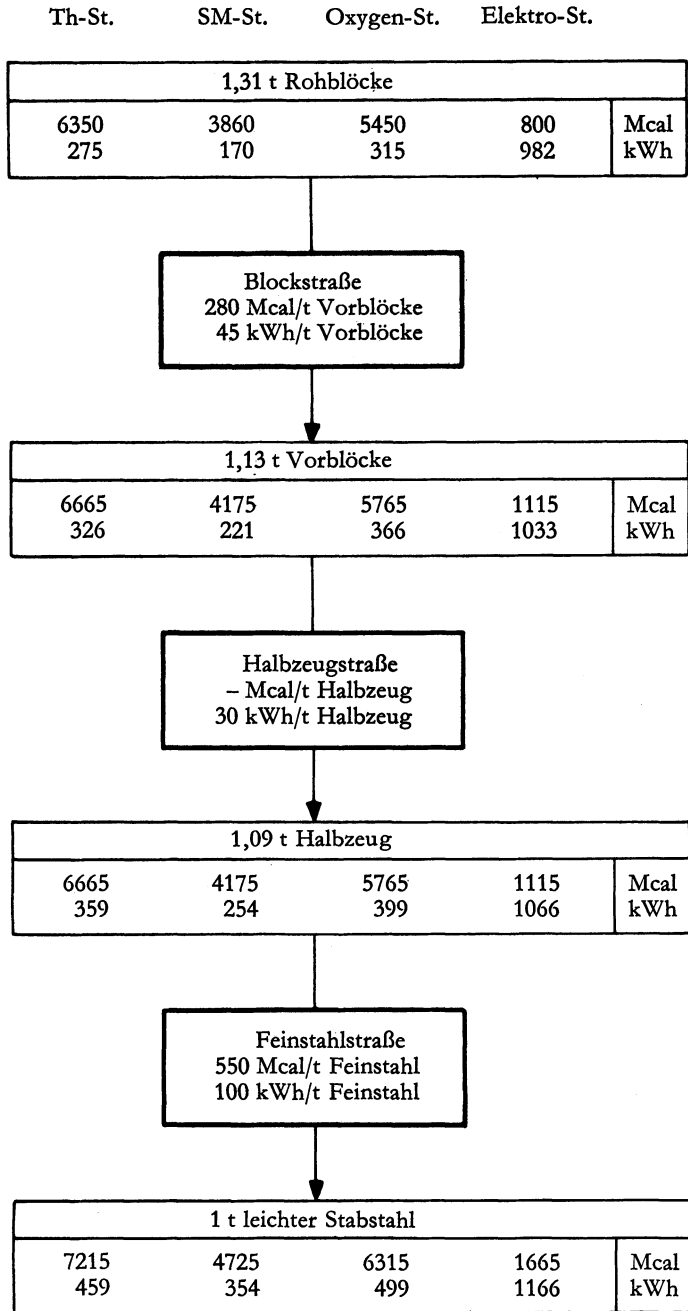 Th-St. SM-St. Oxygen-St. Elektro-St.
1,31 t Rohblöcke
6350 3860 5450 800 Mcal
275 170 315 982 kWh
Blockstraße
280 Mcal/t Vorblöcke
45 kWh/t Vorblöcke
1,13 t Vorblöcke
6665 4175 5765 1115 Mcal
326 221 366 1033 kWh
Halbzeugstraße
– Mcal/t Halbzeug
30 kWh/t Halbzeug
1,09 t Halbzeug
6665 4175 5765 1115 Mcal
359 254 399 1066 kWh
Feinstahlstraße
550 Mcal/t Feinstahl
100 kWh/t Feinstahl
1 t leichter Stabstahl
7215 4725 6315 1665 Mcal
459 354 499 1166 kWh